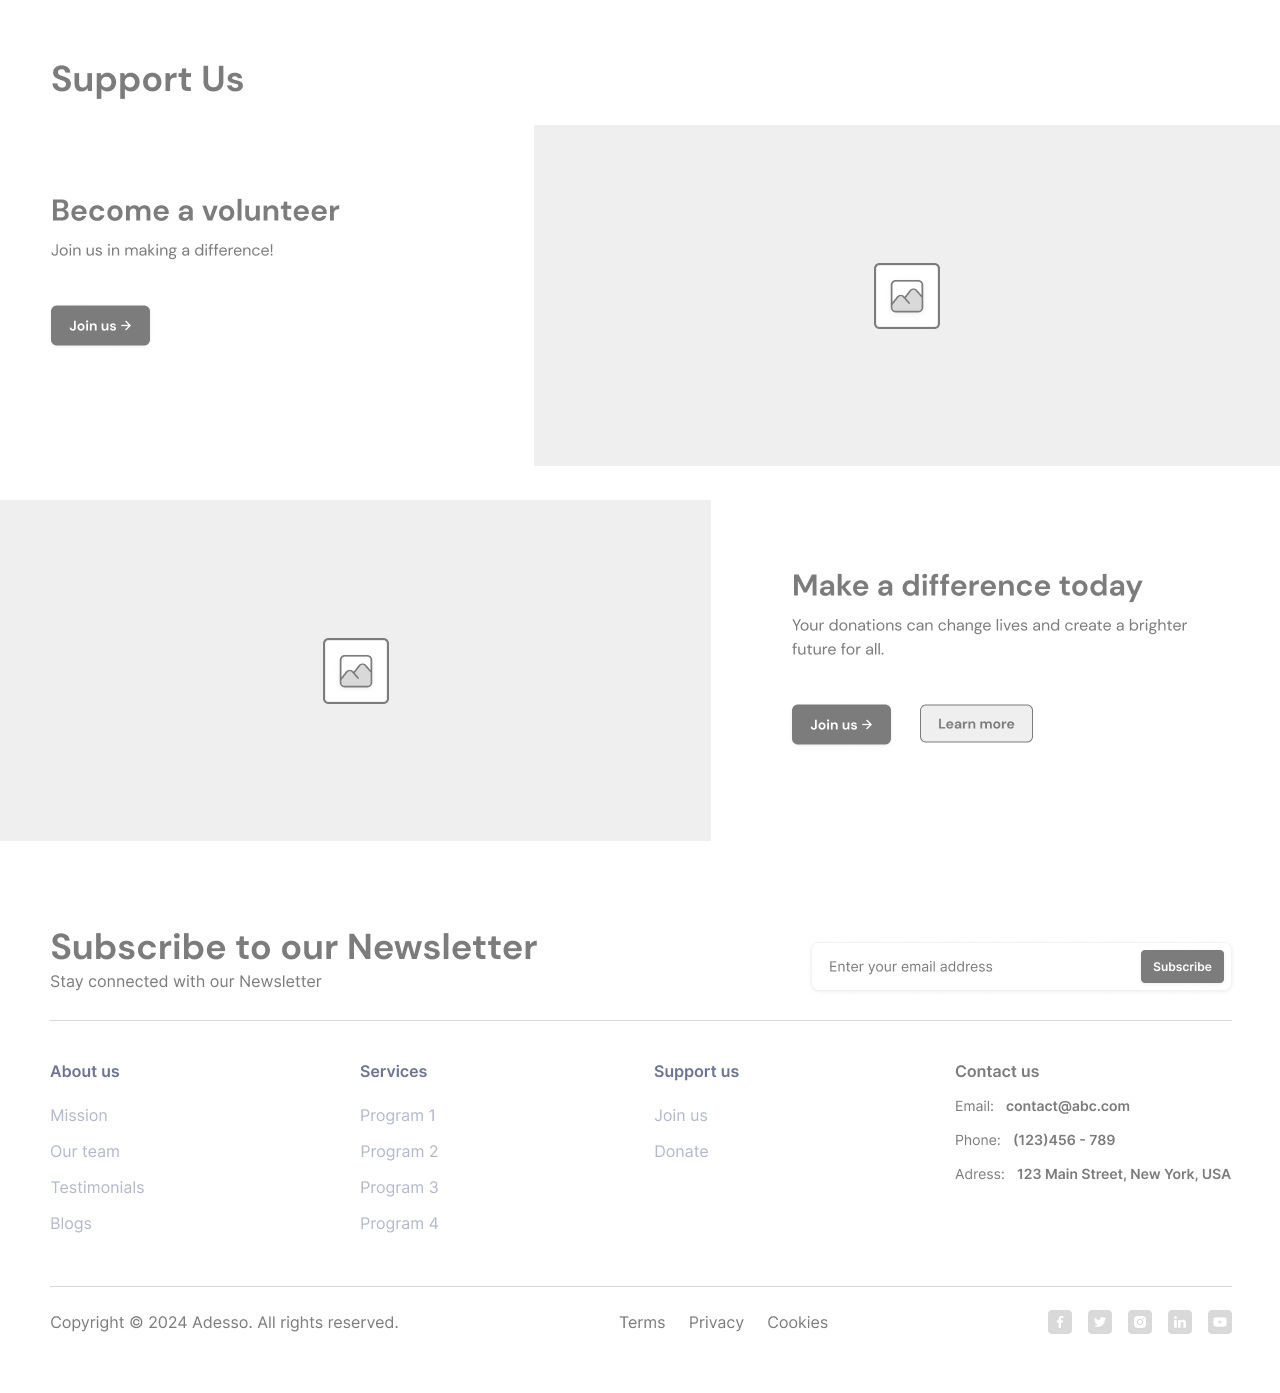 Support Us
Become a volunteer
Join us in making a difference!
Join us →
Make a difference today
Your donations can change lives and create a brighter
future for all.
Join us →
Learn more
Subscribe to our Newsletter
Stay connected with our Newsletter
Enter your email address
Subscribe
About us
Mission
Our team
Testimonials
Blogs
Services
Program 1
Program 2
Program 3
Program 4
Support us
Join us
Donate
Contact us
Email: contact@abc.com
Phone: (123)456 - 789
Adress: 123 Main Street, New York, USA
Copyright © 2024 Adesso. All rights reserved.
Terms
Privacy
Cookies